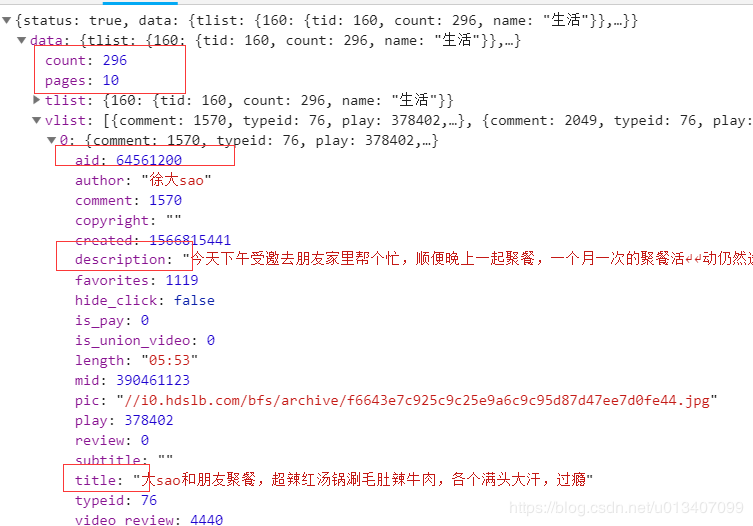 {status: true, data: {tlist: {160: {tid: 160, count: 296, name: "生活"}},…}}
data: {tlist: {160: {tid: 160, count: 296, name: "生活"}},…}
count: 296
pages: 10
tlist: {160: {tid: 160, count: 296, name: "生活"}}
vlist: [{comment: 1570, typeid: 76, play: 378402,…}, {comment: 2049, typeid: 76, play:
0: {comment: 1570, typeid: 76, play: 378402,…}
aid: 64561200
author: "徐大sao"
comment: 1570
copyright: ""
created: 1566815441
description: "今天下午受邀去朋友家里帮个忙，顺便晚上一起聚餐，一个月一次的聚餐活↵↵动仍然
favorites: 1119
hide_click: false
is_pay: 0
is_union_video: 0
length: "05:53"
mid: 390461123
pic: "//i0.hdslb.com/bfs/archive/f6643e7c925c9c25e9a6c9c95d87d47ee7d0fe44.jpg"
play: 378402
review: 0
subtitle: ""
title: "大sao和朋友聚餐，超辣红汤锅涮毛肚辣牛肉，各个满头大汗，过瘾"
typeid: 76
video_review: 4440
https://blog.csdn.net/u013407099